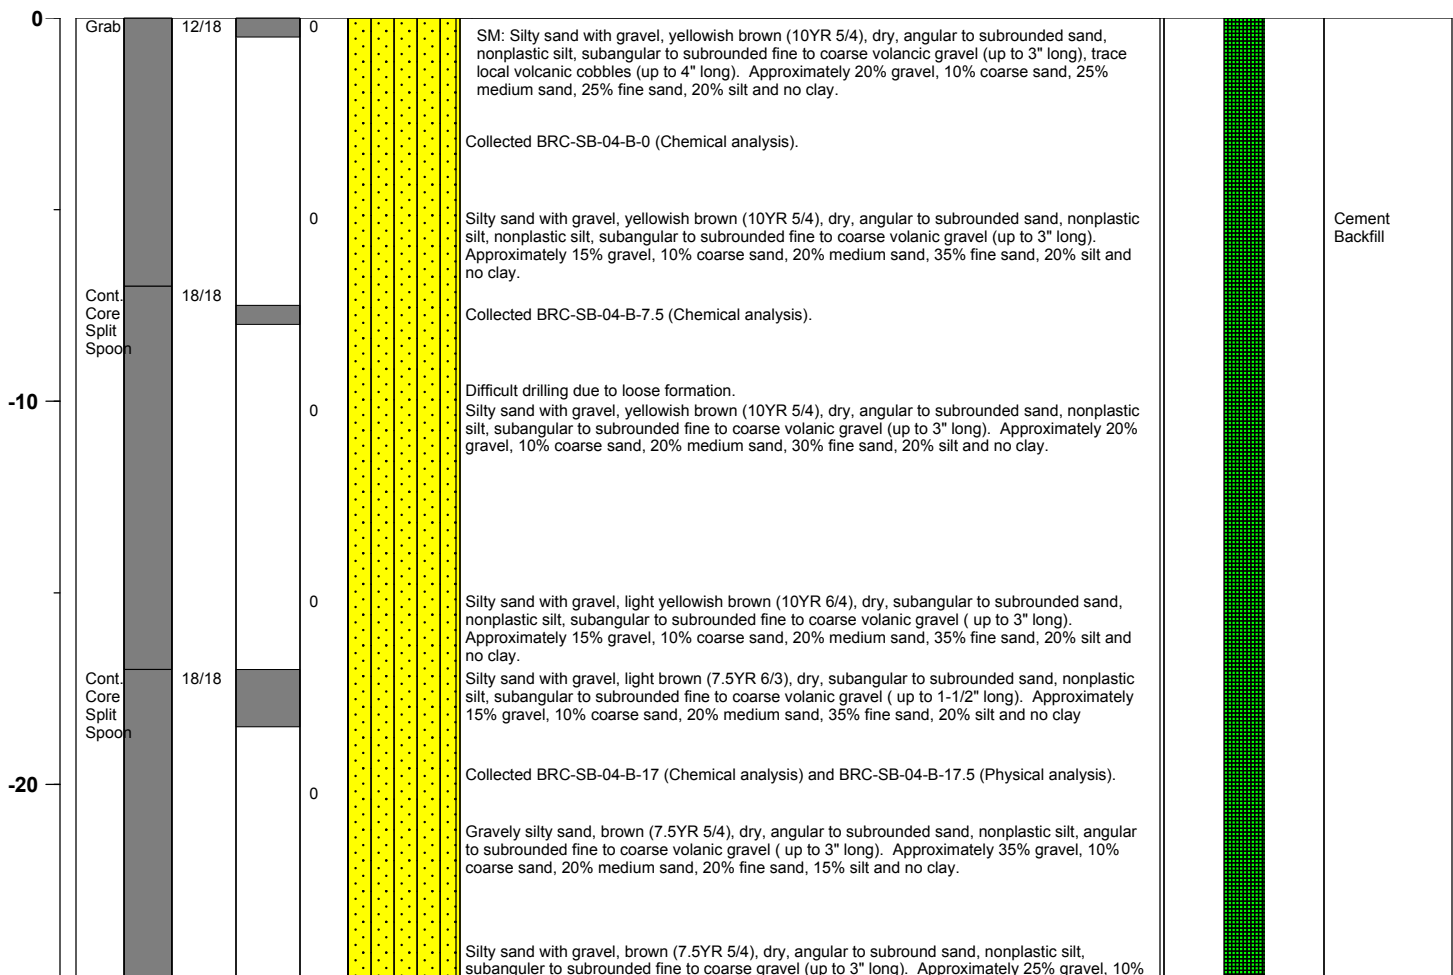 0
Grab
12/18
0
SM: Silty sand with gravel, yellowish brown (10YR 5/4), dry, angular to subrounded sand,
nonplastic silt, subangular to subrounded fine to coarse volancic gravel (up to 3" long), trace
local volcanic cobbles (up to 4" long). Approximately 20% gravel, 10% coarse sand, 25%
medium sand, 25% fine sand, 20% silt and no clay.
Collected BRC-SB-04-B-0 (Chemical analysis).
0
Silty sand with gravel, yellowish brown (10YR 5/4), dry, angular to subrounded sand, nonplastic
silt, nonplastic silt, subangular to subrounded fine to coarse volanic gravel (up to 3" long).
Approximately 15% gravel, 10% coarse sand, 20% medium sand, 35% fine sand, 20% silt and
no clay.
Cement
Backfill
Cont.
Core
Split
Spoon
18/18
Collected BRC-SB-04-B-7.5 (Chemical analysis).
-10
0
Difficult drilling due to loose formation.
Silty sand with gravel, yellowish brown (10YR 5/4), dry, angular to subrounded sand, nonplastic
silt, subangular to subrounded fine to coarse volanic gravel (up to 3" long). Approximately 20%
gravel, 10% coarse sand, 20% medium sand, 30% fine sand, 20% silt and no clay.
0
Silty sand with gravel, light yellowish brown (10YR 6/4), dry, subangular to subrounded sand,
nonplastic silt, subangular to subrounded fine to coarse volanic gravel ( up to 3" long).
Approximately 15% gravel, 10% coarse sand, 20% medium sand, 35% fine sand, 20% silt and
no clay.
Cont.
Core
Split
Spoon
18/18
Silty sand with gravel, light brown (7.5YR 6/3), dry, subangular to subrounded sand, nonplastic
silt, subangular to subrounded fine to coarse volanic gravel ( up to 1-1/2" long). Approximately
15% gravel, 10% coarse sand, 20% medium sand, 35% fine sand, 20% silt and no clay
Collected BRC-SB-04-B-17 (Chemical analysis) and BRC-SB-04-B-17.5 (Physical analysis).
-20
0
Gravely silty sand, brown (7.5YR 5/4), dry, angular to subrounded sand, nonplastic silt, angular
to subrounded fine to coarse volanic gravel ( up to 3" long). Approximately 35% gravel, 10%
coarse sand, 20% medium sand, 20% fine sand, 15% silt and no clay.
Silty sand with gravel, brown (7.5YR 5/4), dry, angular to subround sand, nonplastic silt,
subanguler to subrounded fine to coarse gravel (up to 3" long). Approximately 25% gravel, 10%